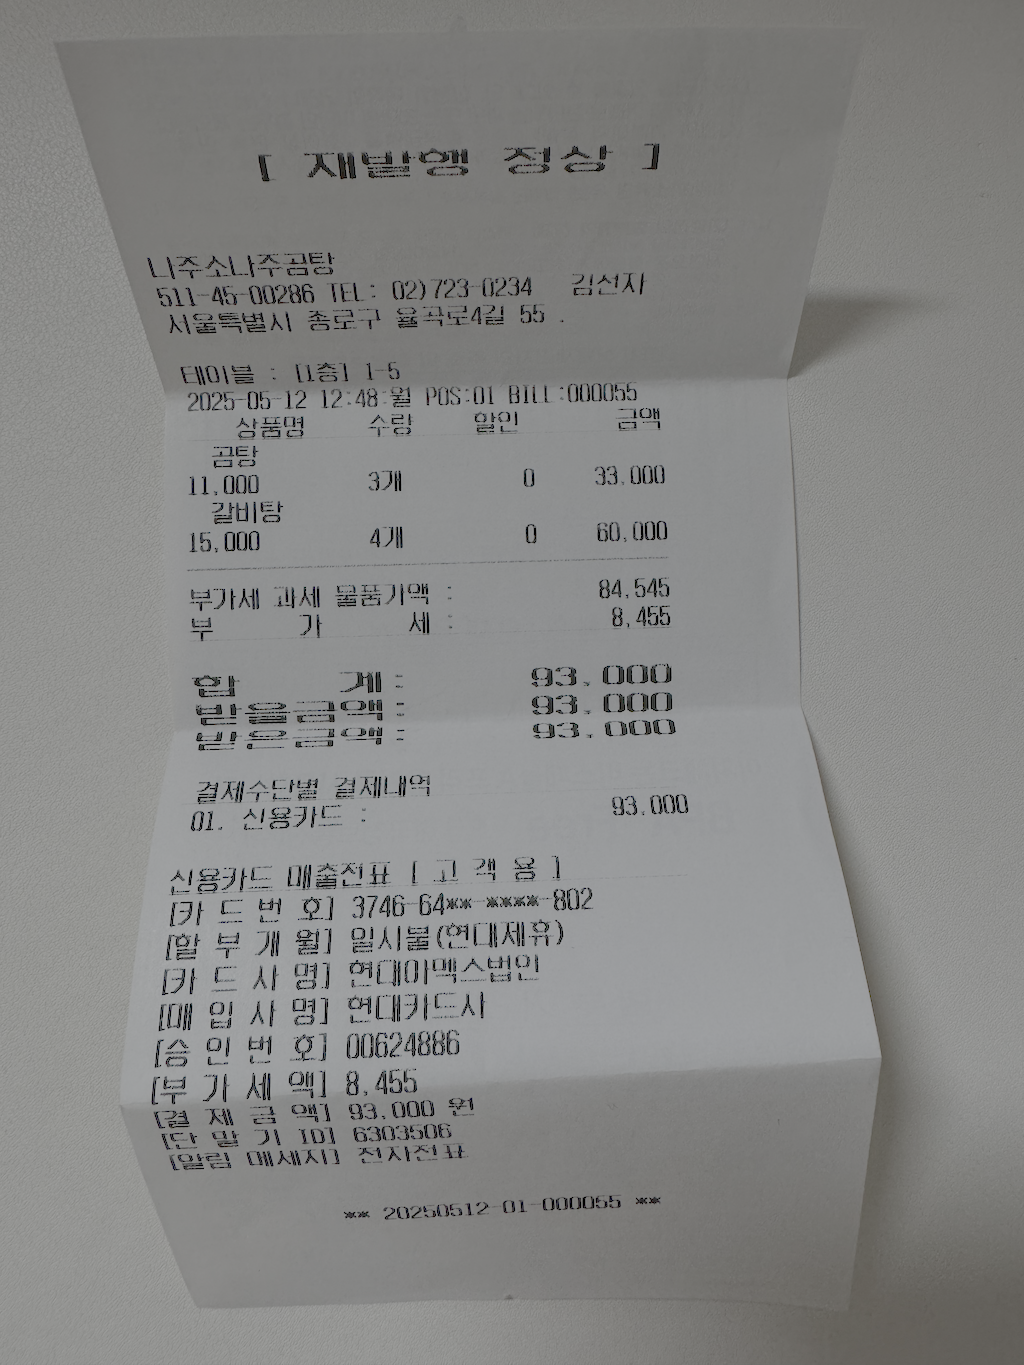 [ 재발행 정상 ]
니주소나주곰탕
511-45-00286 TEL: 02)723-0234 김선자
서울특별시 종로구 율곡로4길 55 .
테이블 : [1층] 1-5
2025-05-12 12:48:월 POS:01 BILL:000055
상품명 수량 할인 금액
곰탕
11,000 3개 0 33,000
갈비탕
15,000 4개 0 60,000
부가세 과세 물품가액 : 84,545
부 가 세 : 8,455
합 계 : 93,000
받을금액 : 93,000
받은금액 : 93,000
결제수단별 결제내역
01. 신용카드 : 93,000
신용카드 매출전표 [ 고 객 용 ]
[카 드 번 호] 3746-64**-****-802
[할 부 개 월] 일시불(현대제휴)
[카 드 사 명] 현대아멕스법인
[매 입 사 명] 현대카드사
[승 인 번 호] 00624886
[부 가 세 액] 8,455
[결 제 금 액] 93,000 원
[단 말 기 ID] 6303506
[알림 메세지] 전자전표
** 20250512-01-000055 **